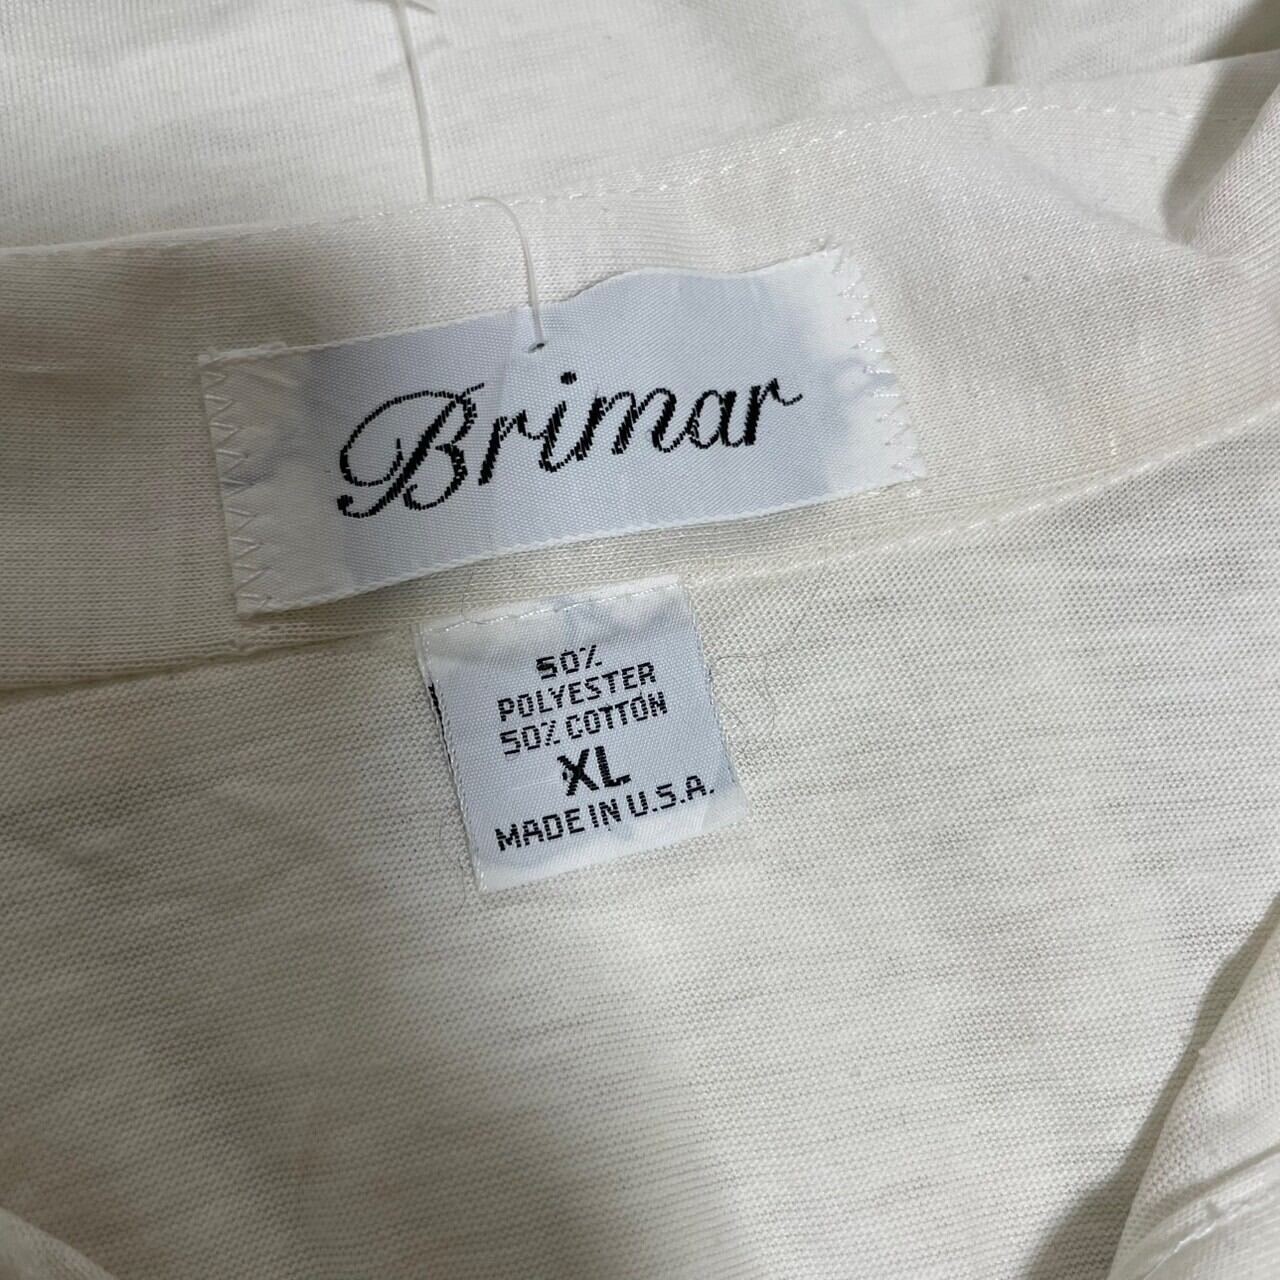 Brimar
50%
POLYESTER
50% COTTON
XL
MADE IN U.S.A.